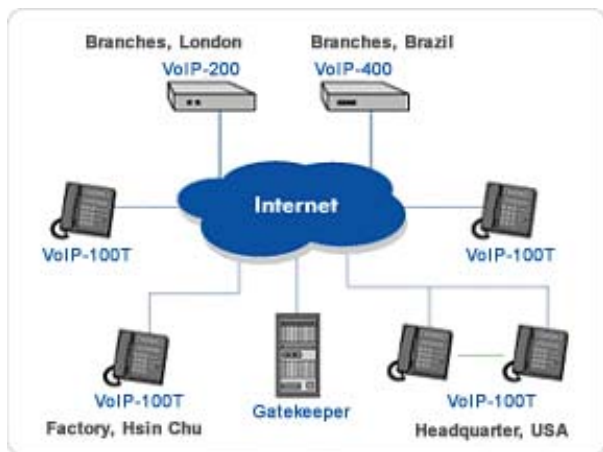 Branches, London
Branches, Brazil
VoIP-200
VoIP-400
Internet
VoIP-100T
VoIP-100T
VoIP-100T
Gatekeeper
VoIP-100T
Factory, Hsin Chu
Headquarter, USA